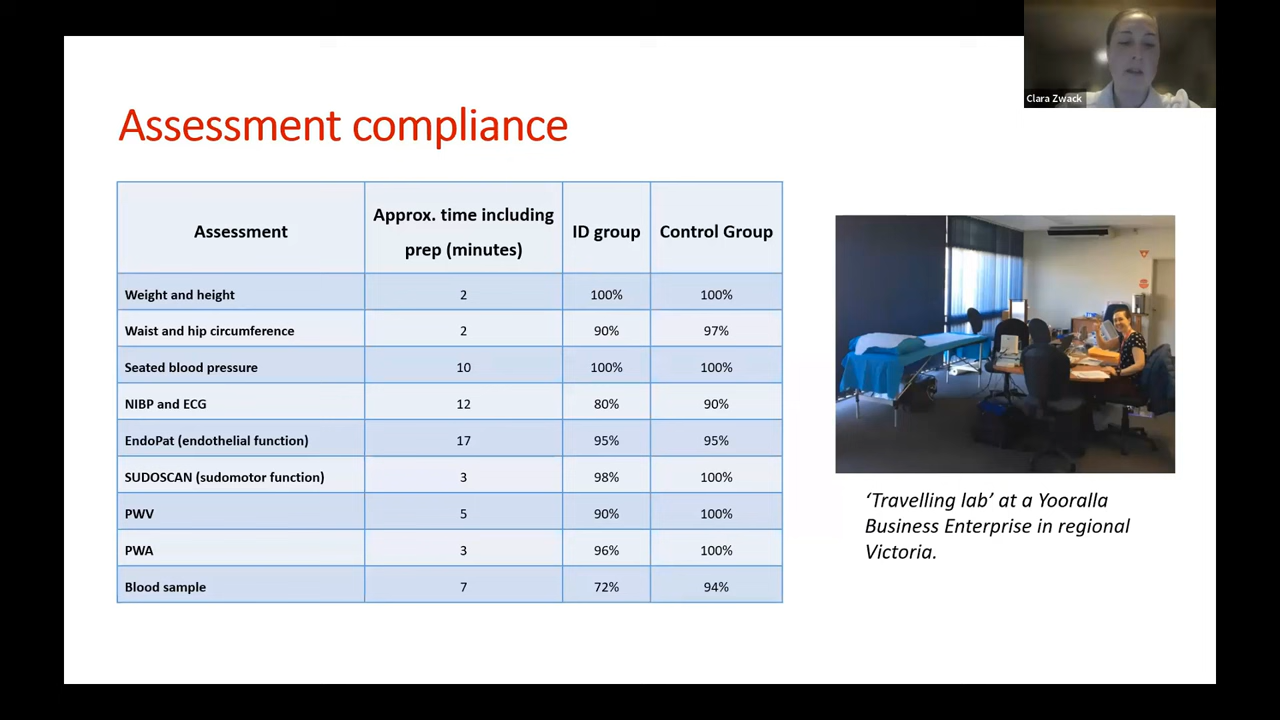 Clara Zwack
Assessment compliance
Assessment
Approx. time including
prep (minutes)
ID group
Control Group
Weight and height 2 100% 100%
Waist and hip circumference 2 90% 97%
Seated blood pressure 10 100% 100%
NIBP and ECG 12 80% 90%
EndoPat (endothelial function) 17 95% 95%
SUDOSCAN (sudomotor function) 3 98% 100%
PWV 5 90% 100%
PWA 3 96% 100%
Blood sample 7 72% 94%
‘Travelling lab’ at a Yooralla
Business Enterprise in regional
Victoria.